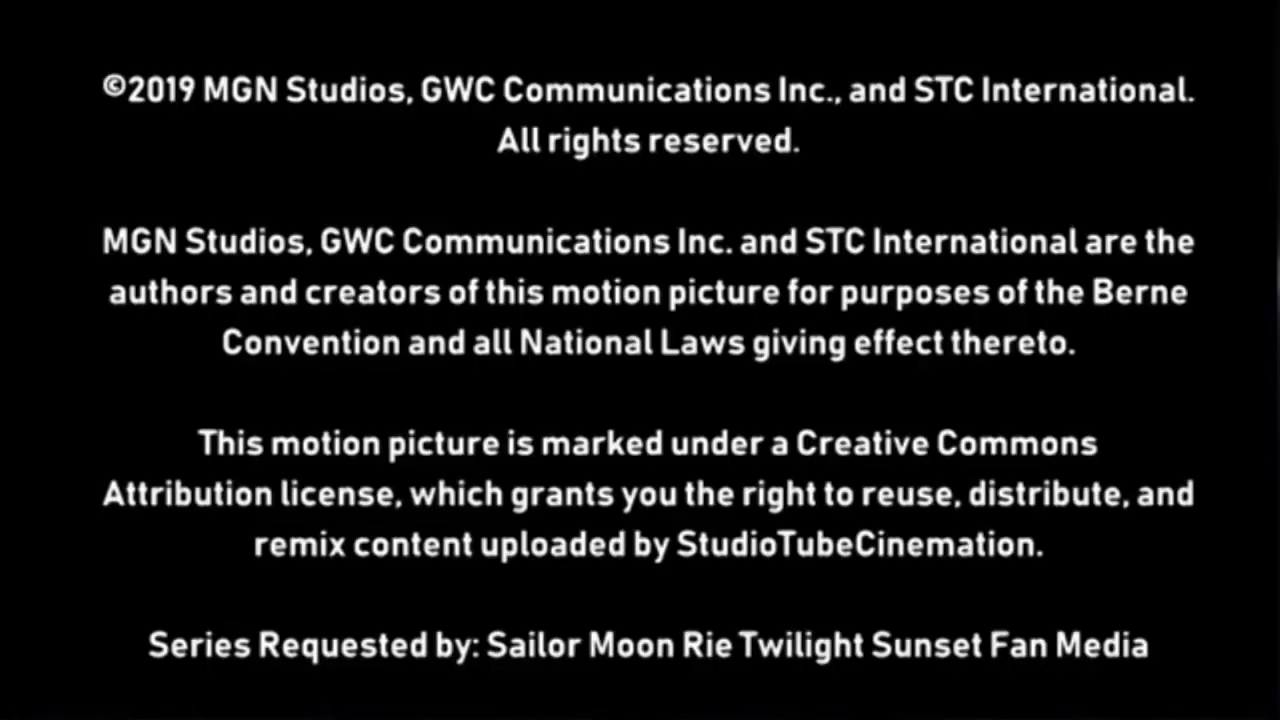 ©2019 MGN Studios, GWC Communications Inc., and STC International.
All rights reserved.
MGN Studios, GWC Communications Inc. and STC International are the
authors and creators of this motion picture for purposes of the Berne
Convention and all National Laws giving effect thereto.
This motion picture is marked under a Creative Commons
Attribution license, which grants you the right to reuse, distribute, and
remix content uploaded by StudioTubeCinemation.
Series Requested by: Sailor Moon Rie Twilight Sunset Fan Media